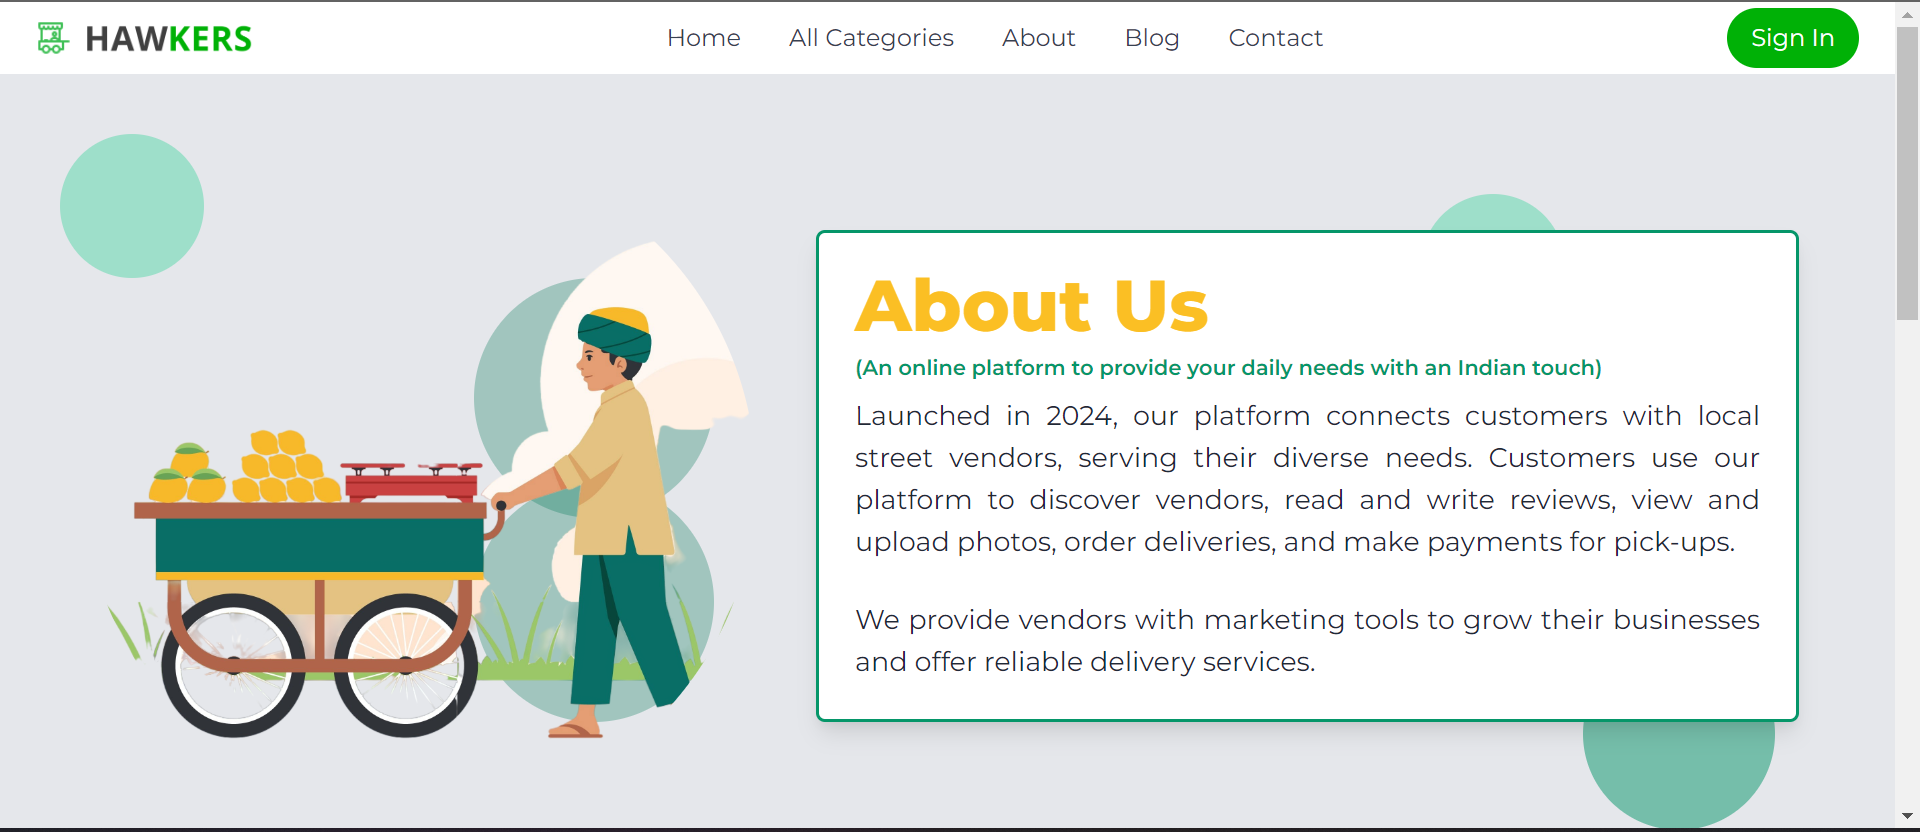 HAWKERS
Home
All Categories
About
Blog
Contact
Sign In
About Us
(An online platform to provide your daily needs with an Indian touch)
Launched in 2024, our platform connects customers with local
street vendors, serving their diverse needs. Customers use our
platform to discover vendors, read and write reviews, view and
upload photos, order deliveries, and make payments for pick-ups.
We provide vendors with marketing tools to grow their businesses
and offer reliable delivery services.